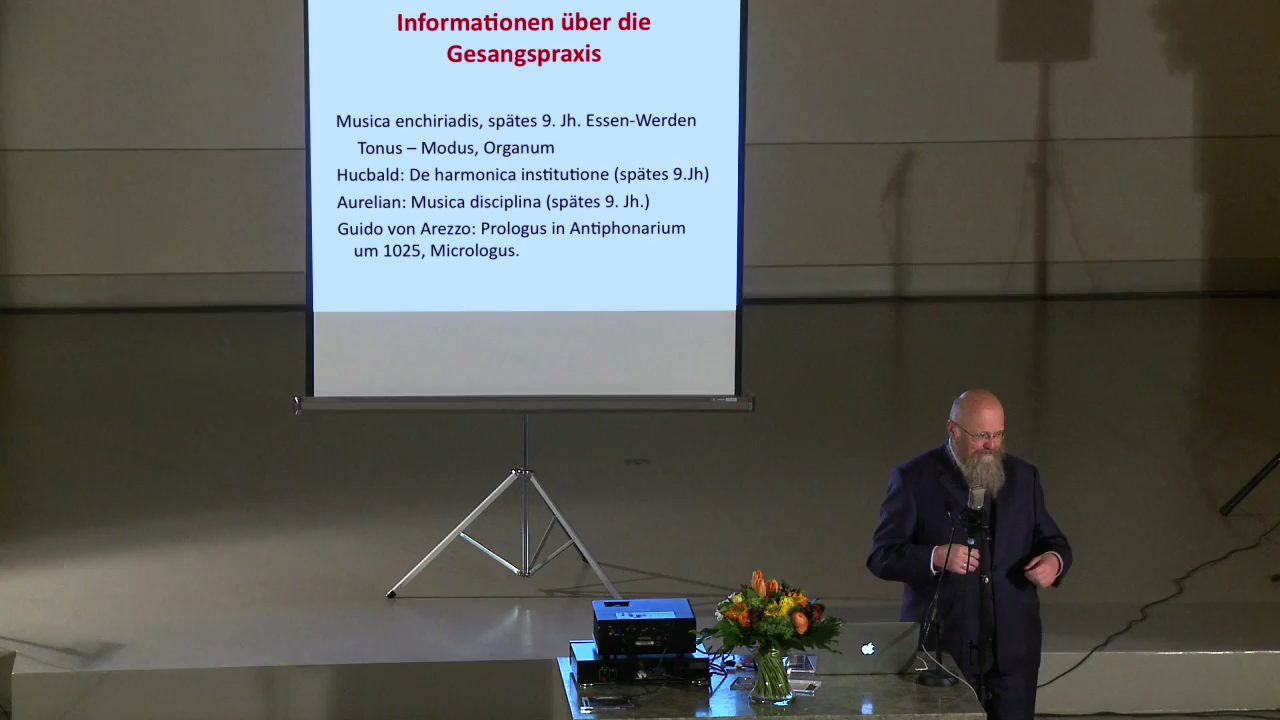 Informationen über die
Gesangspraxis
Musica enchiriadis, spätes 9. Jh. Essen-Werden
Tonus – Modus, Organum
Hucbald: De harmonica institutione (spätes 9.Jh)
Aurelian: Musica disciplina (spätes 9. Jh.)
Guido von Arezzo: Prologus in Antiphonarium
um 1025, Micrologus.